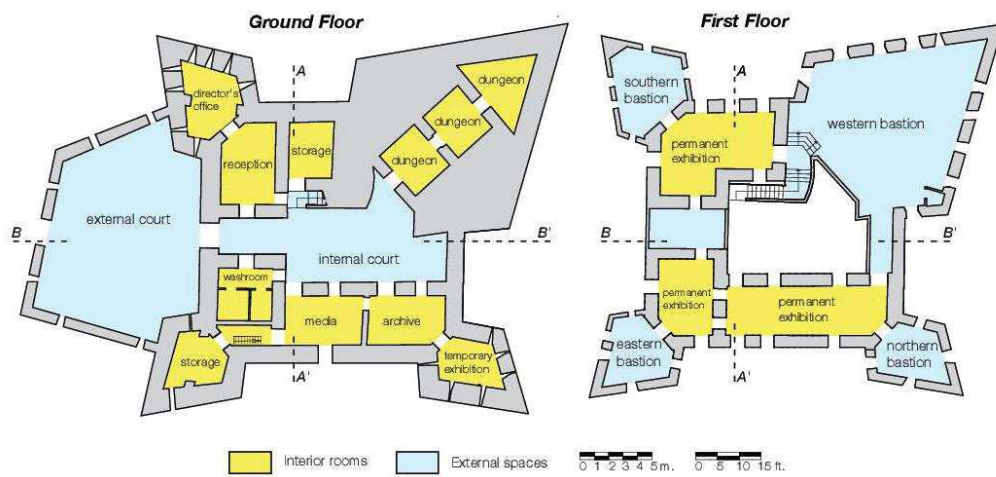 Ground Floor
A
director's
office
dungeon
dungeon
dungeon
storage
reception
external court
B
B'
internal court
washroom
media
archive
storage
temporary
exhibition
A'
First Floor
A
southern
bastion
western bastion
permanent
exhibition
B
B'
permanent
exhibition
permanent
exhibition
eastern
bastion
northern
bastion
A'
Interior rooms
External spaces
0 1 2 3 4 5 m.
0 5 10 15 ft.